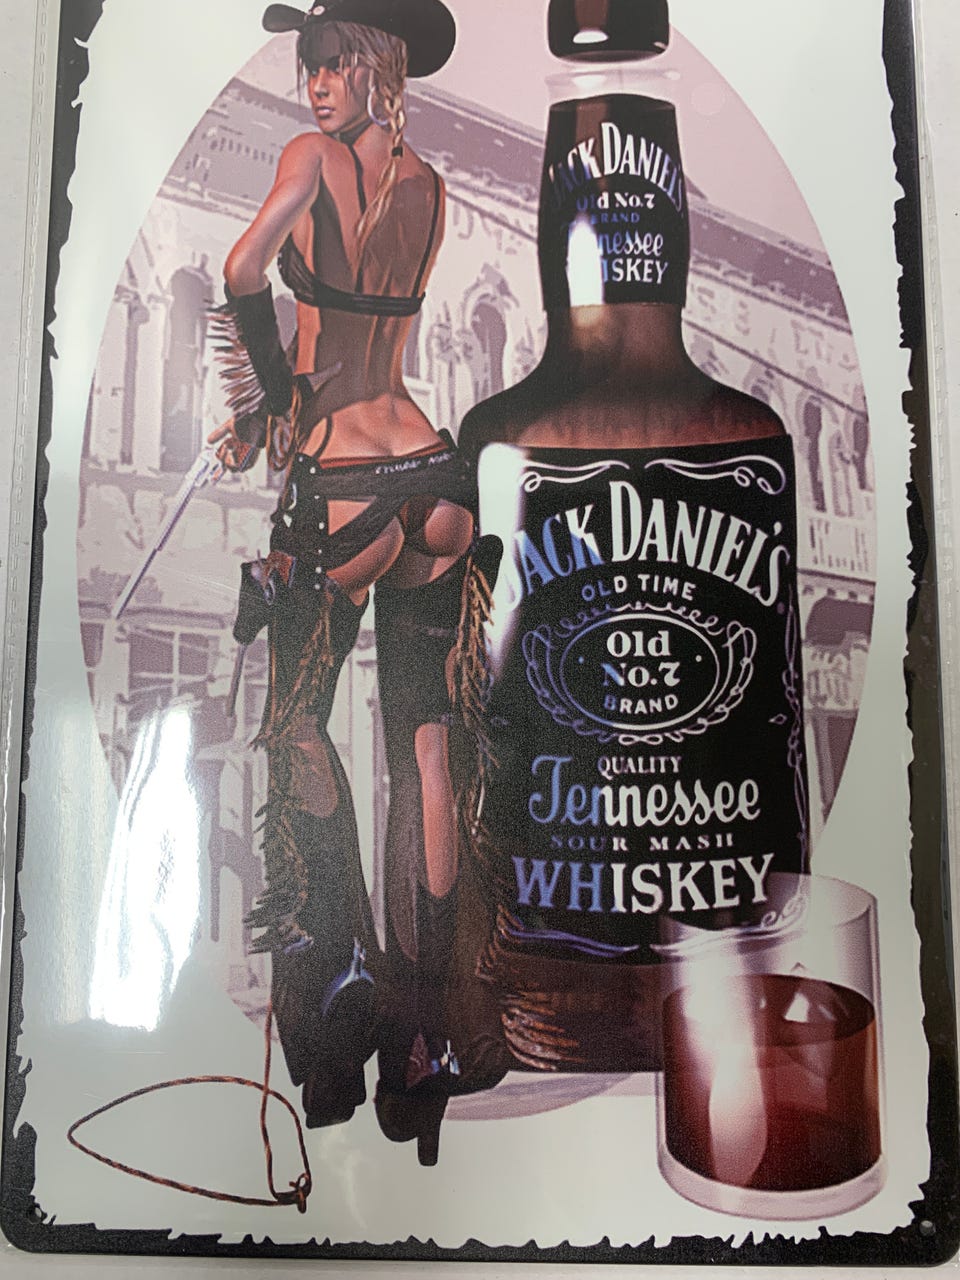 JACK DANIEL'S
Old No.7
BRAND
Tennessee
WHISKEY
JACK DANIEL'S
OLD TIME
Old
No.7
BRAND
QUALITY
Tennessee
SOUR MASH
WHISKEY